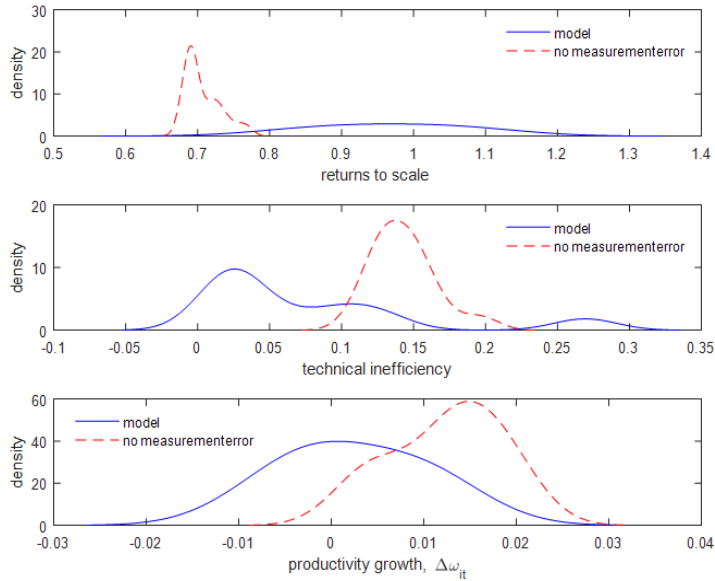 30
20
10
0
density
model
no measurementerror
0.5 0.6 0.7 0.8 0.9 1 1.1 1.2 1.3 1.4
returns to scale
20
10
0
density
model
no measurementerror
-0.1 -0.05 0 0.05 0.1 0.15 0.2 0.25 0.3 0.35
technical inefficiency
60
40
20
0
density
model
no measurementerror
-0.03 -0.02 -0.01 0 0.01 0.02 0.03 0.04
productivity growth, Δω_it